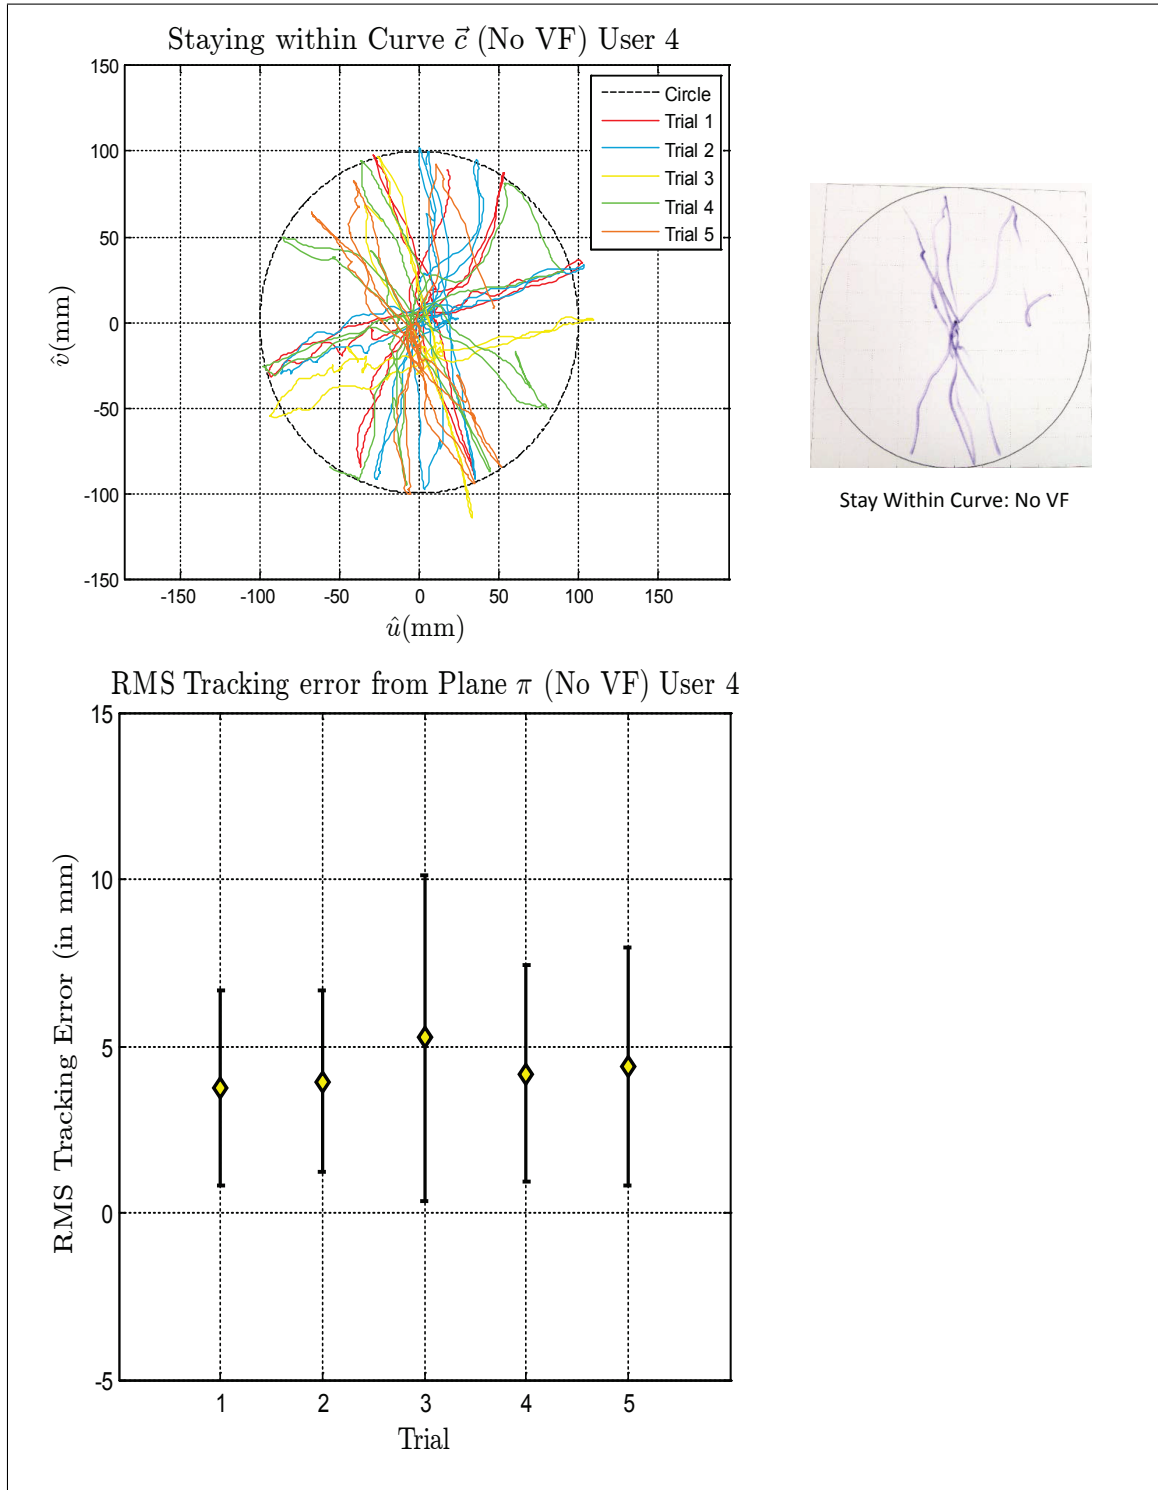 Staying within Curve c⃗ (No VF) User 4
150
100
50
0
-50
-100
-150
v̂(mm)
-150 -100 -50 0 50 100 150
û(mm)
Circle
Trial 1
Trial 2
Trial 3
Trial 4
Trial 5
Stay Within Curve: No VF
RMS Tracking error from Plane π (No VF) User 4
15
10
5
0
-5
RMS Tracking Error (in mm)
1 2 3 4 5
Trial